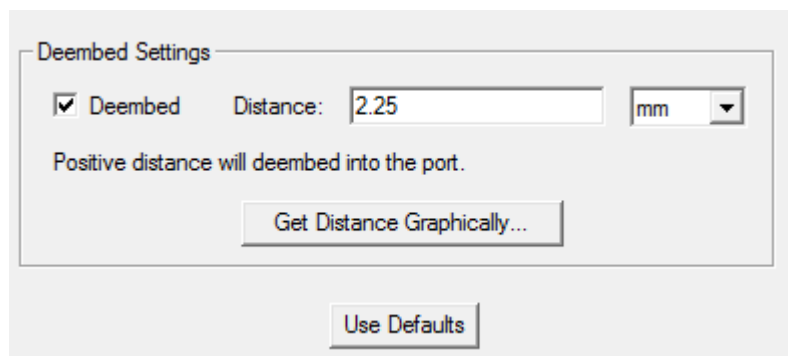 Deembed Settings
Deembed Distance: 2.25 mm
Positive distance will deembed into the port.
Get Distance Graphically...
Use Defaults